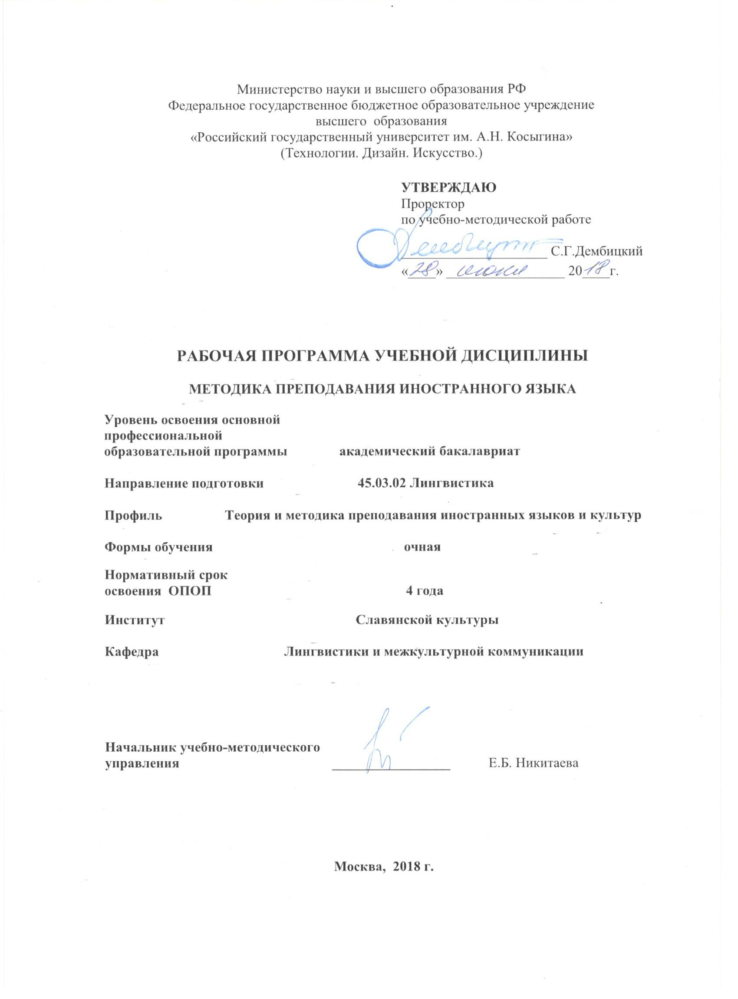 Министерство науки и высшего образования РФ
Федеральное государственное бюджетное образовательное учреждение
высшего образования
«Российский государственный университет им. А.Н. Косыгина»
(Технологии. Дизайн. Искусство.)
УТВЕРЖДАЮ
Проректор
по учебно-методической работе
С.Г.Дембицкий
«28» июня 2018 г.
РАБОЧАЯ ПРОГРАММА УЧЕБНОЙ ДИСЦИПЛИНЫ
МЕТОДИКА ПРЕПОДАВАНИЯ ИНОСТРАННОГО ЯЗЫКА
Уровень освоения основной
профессиональной
образовательной программы академический бакалавриат
Направление подготовки 45.03.02 Лингвистика
Профиль Теория и методика преподавания иностранных языков и культур
Формы обучения очная
Нормативный срок
освоения ОПОП 4 года
Институт Славянской культуры
Кафедра Лингвистики и межкультурной коммуникации
Начальник учебно-методического
управления Е.Б. Никитаева
Москва, 2018 г.